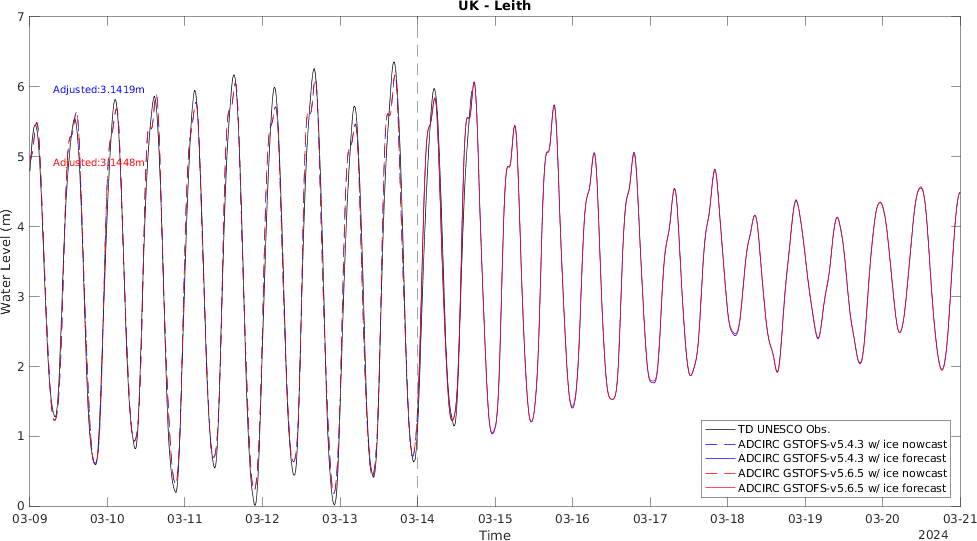 UK - Leith
7
6
5
4
3
2
1
0
Water Level (m)
Adjusted:3.1419m
Adjusted:3.1448m
TD UNESCO Obs.
ADCIRC GSTOFS-v5.4.3 w/ ice nowcast
ADCIRC GSTOFS-v5.4.3 w/ ice forecast
ADCIRC GSTOFS-v5.6.5 w/ ice nowcast
ADCIRC GSTOFS-v5.6.5 w/ ice forecast
03-09 03-10 03-11 03-12 03-13 03-14 03-15 03-16 03-17 03-18 03-19 03-20 03-21
Time
2024